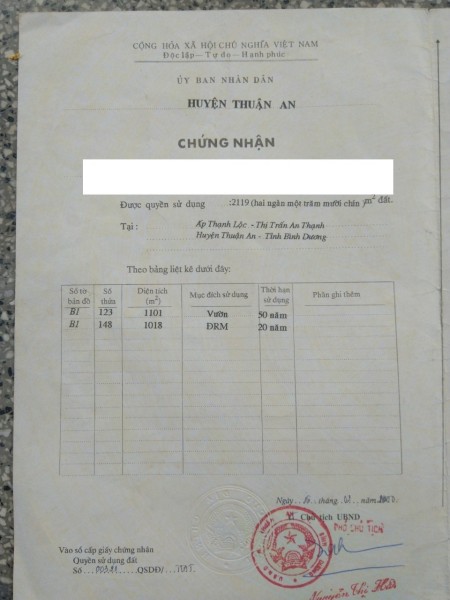 CỘNG HÒA XÃ HỘI CHỦ NGHĨA VIỆT NAM
Độc lập - Tự do - Hạnh phúc
ỦY BAN NHÂN DÂN
HUYỆN THUẬN AN
CHỨNG NHẬN
Được quyền sử dụng :2119 (hai ngàn một trăm mười chín )m² đất.
Tại : Ấp Thạnh Lộc - Thị Trấn An Thạnh
Huyện Thuận An - Tỉnh Bình Dương
Theo bảng liệt kê dưới đây:
Số tờ bản đồ Số thửa Diện tích (m²) Mục đích sử dụng Thời hạn sử dụng Phần ghi thêm
B1 123 1101 Vườn 50 năm
B1 148 1018 ĐRM 20 năm
Ngày tháng năm
Chủ tịch UBND
PHÓ CHỦ TỊCH
Vào sổ cấp giấy chứng nhân
Quyền sử dụng đất
Số QSDĐ/
Nguyễn Thị